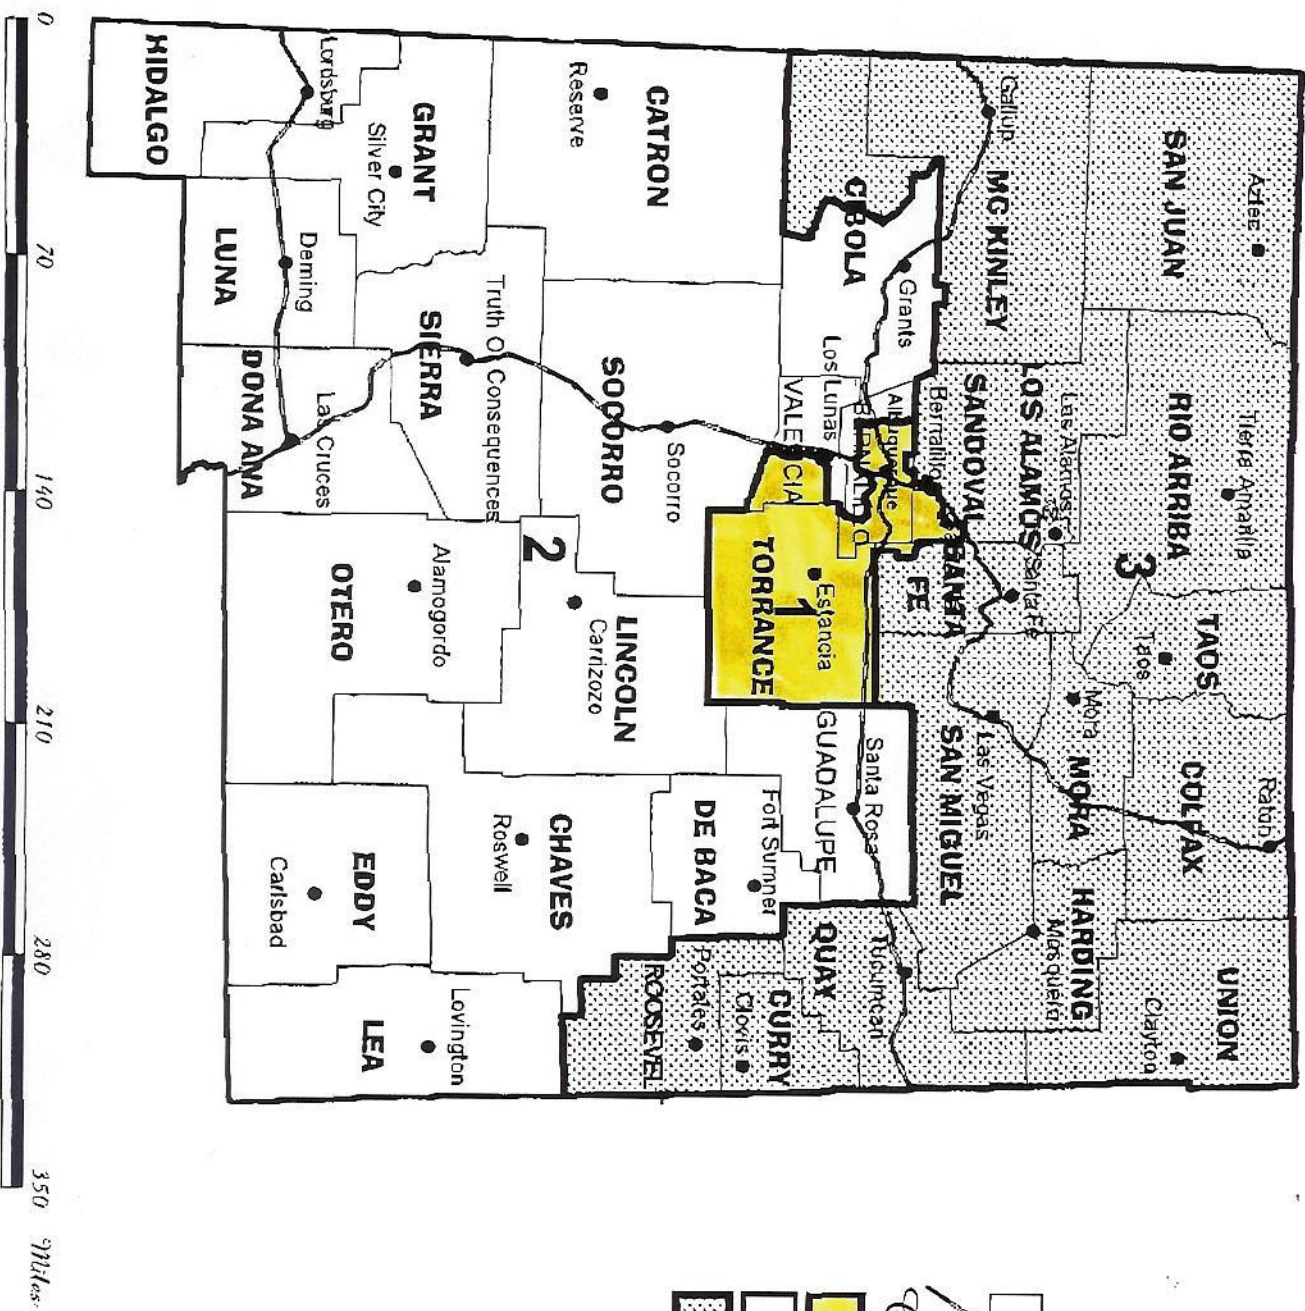 Aztec
SAN JUAN
Tierra Amarilla
RIO ARRIBA
TAOS
Taos
Raton
COLFAX
UNION
Clayton
Gallup
MC KINLEY
Los Alamos
LOS ALAMOS
SANDOVAL
Bernalillo
3
Santa Fe
SANTA
FE
Mora
MORA
HARDING
Mosquero
Las Vegas
SAN MIGUEL
CIBOLA
Grants
Albuquerque
BERNALILLO
Los Lunas
VALENCIA
1
Estancia
TORRANCE
Santa Rosa
GUADALUPE
Tucumcari
QUAY
CURRY
Clovis
Portales
ROOSEVEL
Fort Sumner
DE BACA
CATRON
Reserve
SOCORRO
Socorro
2
LINCOLN
Carrizozo
CHAVES
Roswell
GRANT
Silver City
Truth Or Consequences
SIERRA
Alamogordo
OTERO
EDDY
Carlsbad
Lovington
LEA
Lordsburg
HIDALGO
Deming
LUNA
Las Cruces
DONA ANA
0 70 140 210 280 350 Miles